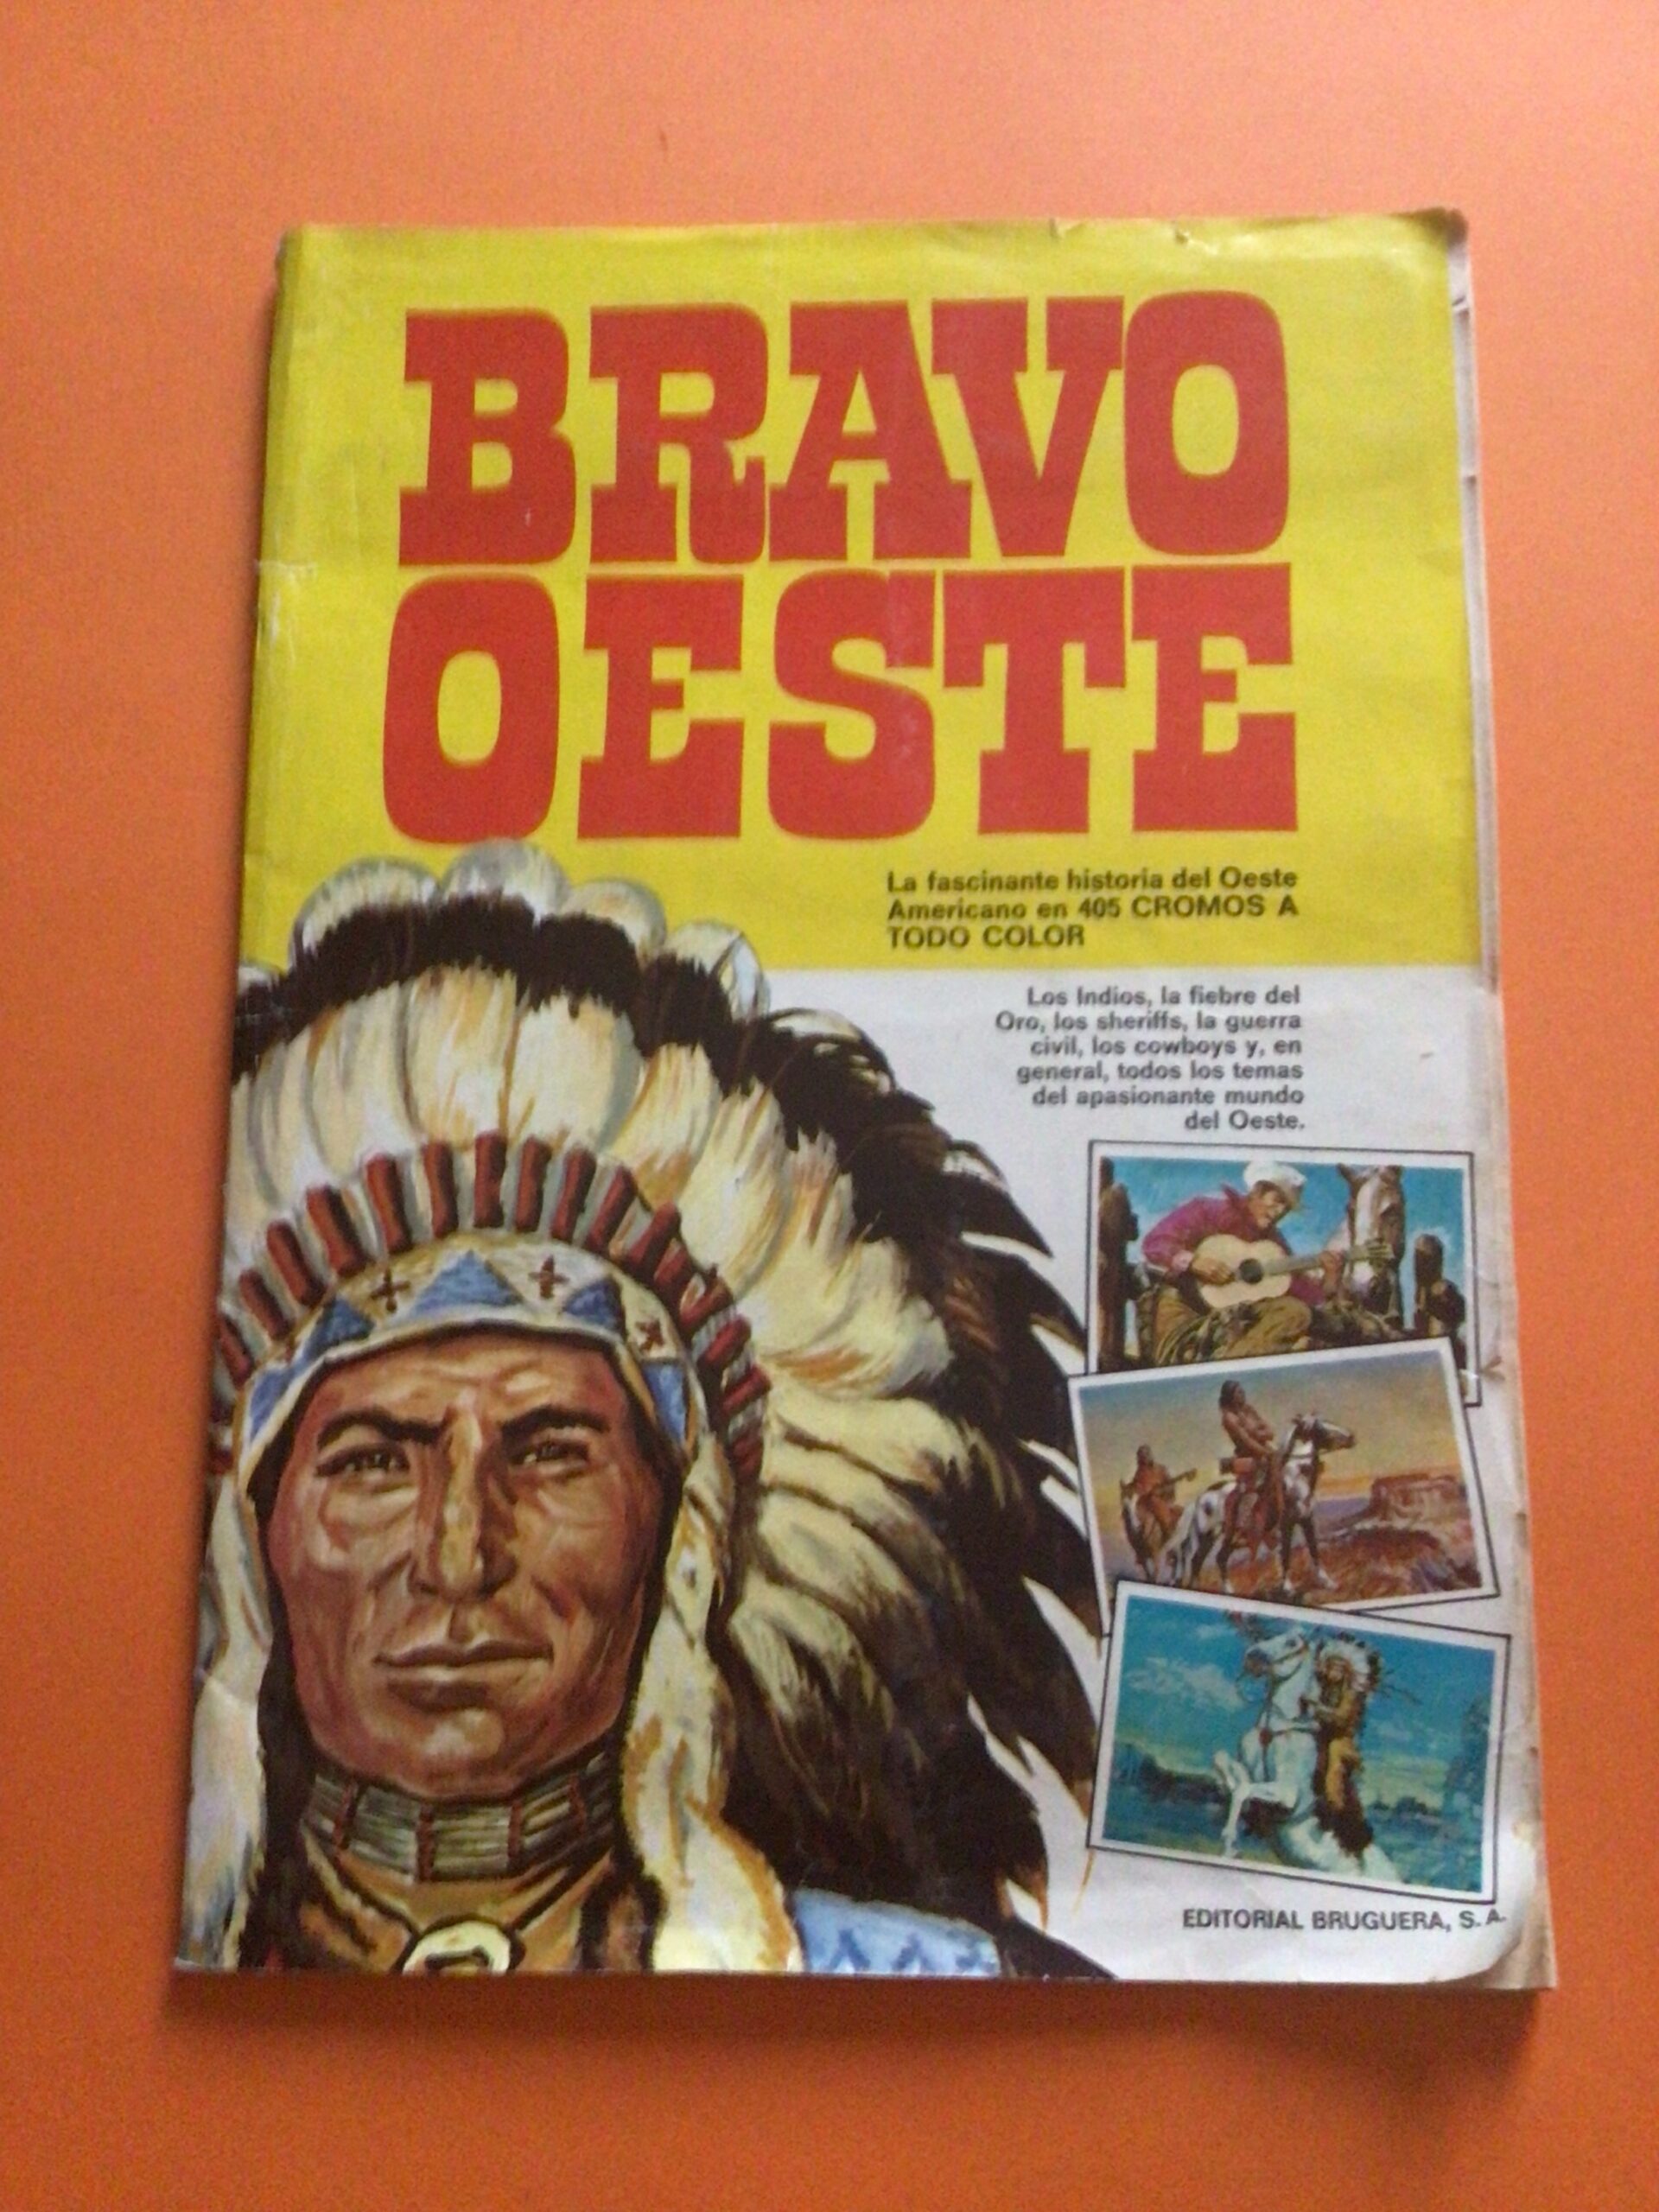 BRAVO
OESTE
La fascinante historia del Oeste
Americano en 405 CROMOS A
TODO COLOR
Los Indios, la fiebre del
Oro, los sheriffs, la guerra
civil, los cowboys y, en
general, todos los temas
del apasionante mundo
del Oeste.
EDITORIAL BRUGUERA, S. A.